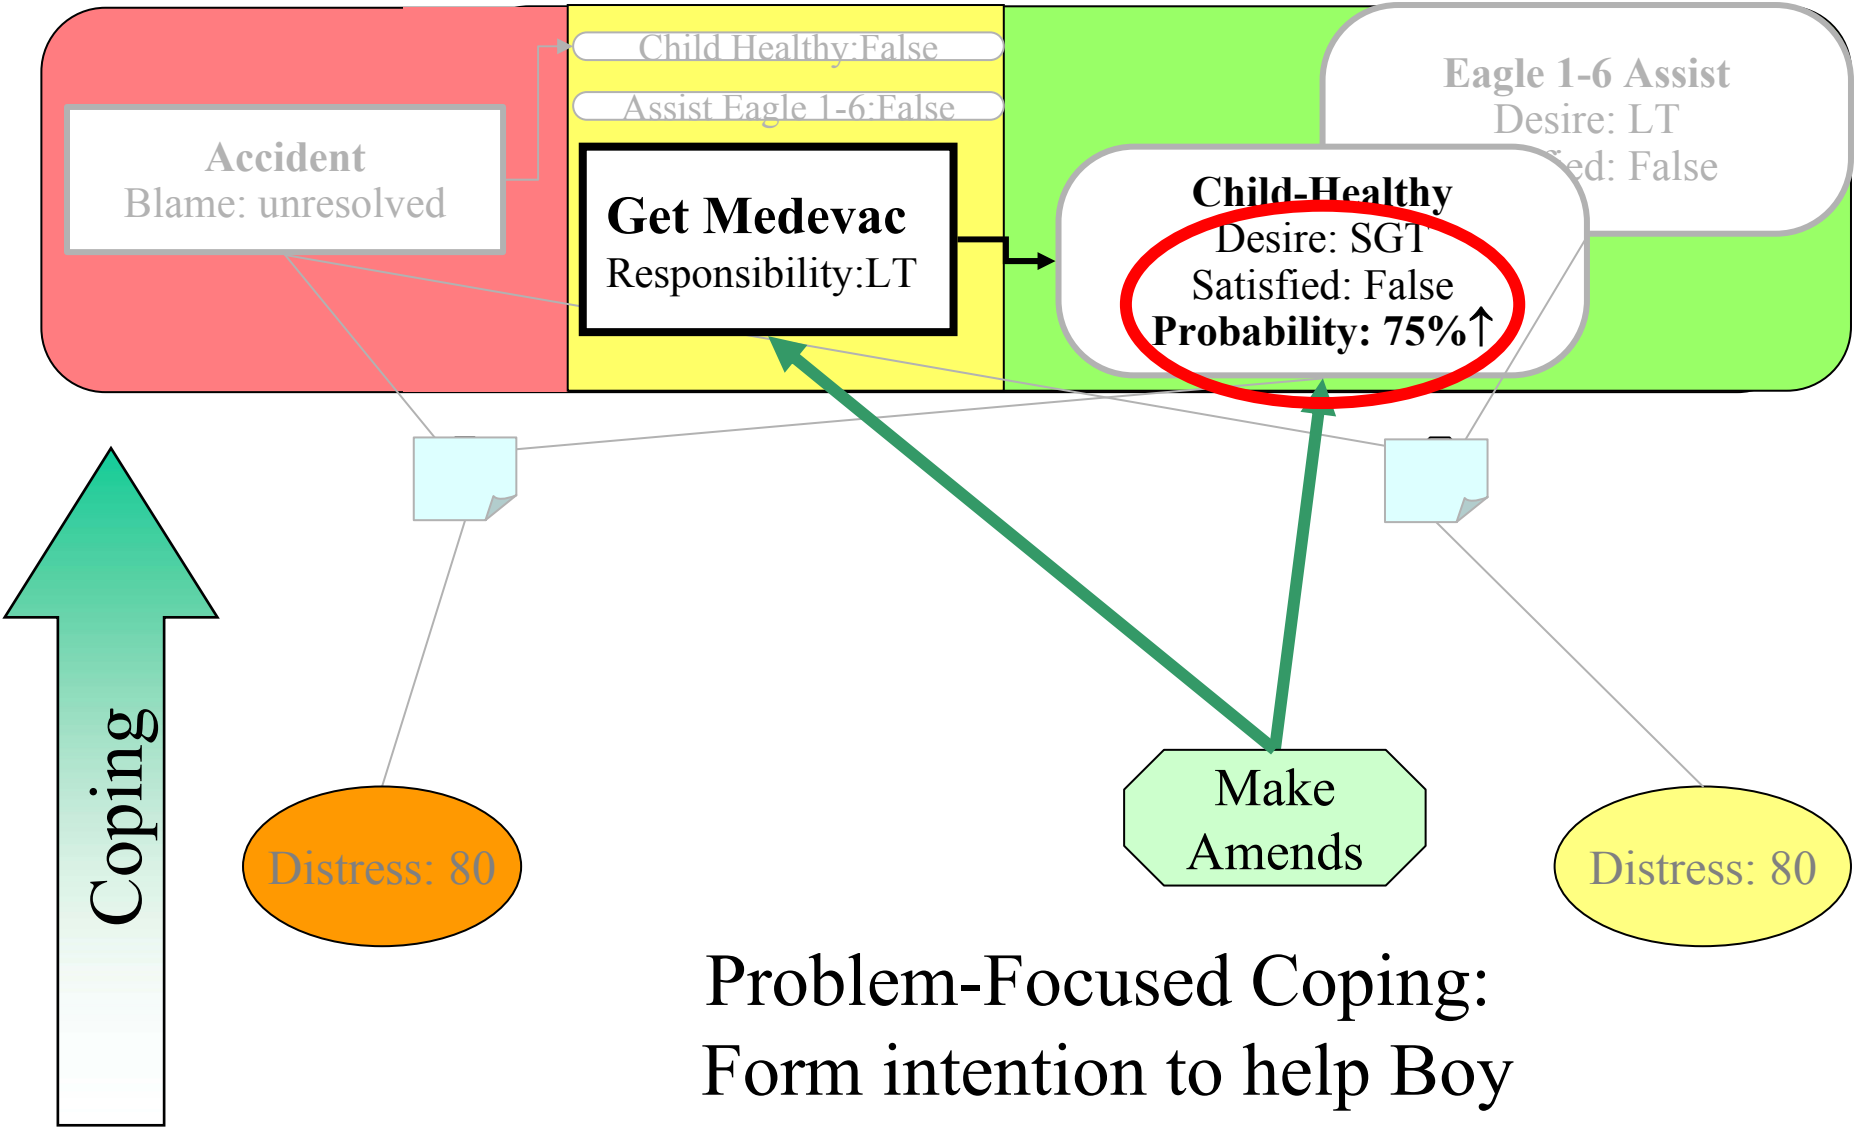 Child Healthy:False
Assist Eagle 1-6:False
Accident
Blame: unresolved
Get Medevac
Responsibility:LT
Eagle 1-6 Assist
Desire: LT
False
Child-Healthy
Desire: SGT
Satisfied: False
Probability: 75%↑
Coping
Distress: 80
Make
Amends
Distress: 80
Problem-Focused Coping:
Form intention to help Boy